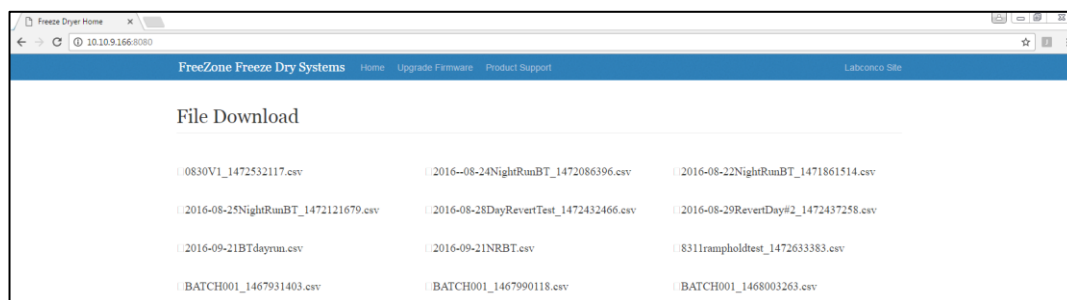 Freeze Dryer Home
10.10.9.166:8080
FreeZone Freeze Dry Systems Home Upgrade Firmware Product Support Labconco Site
File Download
0830V1_1472532117.csv 2016--08-24NightRunBT_1472086396.csv 2016-08-22NightRunBT_1471861514.csv
2016-08-25NightRunBT_1472121679.csv 2016-08-28DayRevertTest_1472432466.csv 2016-08-29RevertDay#2_1472437258.csv
2016-09-21BTdayrun.csv 2016-09-21NRBT.csv 8311rampholdtest_1472633383.csv
BATCH001_1467931403.csv BATCH001_1467990118.csv BATCH001_1468003263.csv